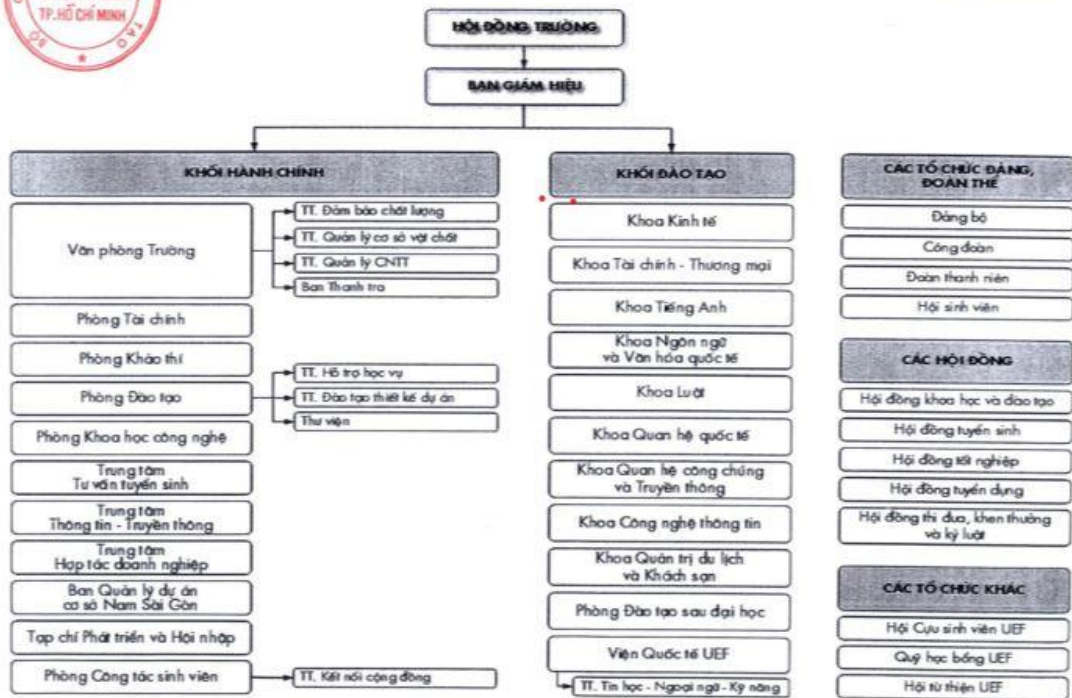 TP. HỒ CHÍ MINH
HỘI ĐỒNG TRƯỜNG
BAN GIÁM HIỆU
KHỐI HÀNH CHÍNH
Văn phòng Trường
TT. Đảm bảo chất lượng
TT. Quản lý cơ sở vật chất
TT. Quản lý CNTT
Ban Thanh tra
Phòng Tài chính
Phòng Khảo thí
Phòng Đào tạo
TT. Hỗ trợ học vụ
TT. Đào tạo thiết kế dự án
Thư viện
Phòng Khoa học công nghệ
Trung tâm
Tư vấn tuyển sinh
Trung tâm
Thông tin - Truyền thông
Trung tâm
Hợp tác doanh nghiệp
Ban Quản lý dự án
cơ sở Nam Sài Gòn
Tạp chí Phát triển và Hội nhập
Phòng Công tác sinh viên
TT. Kết nối cộng đồng
KHỐI ĐÀO TẠO
Khoa Kinh tế
Khoa Tài chính - Thương mại
Khoa Tiếng Anh
Khoa Ngôn ngữ
và Văn hóa quốc tế
Khoa Luật
Khoa Quan hệ quốc tế
Khoa Quan hệ công chúng
và Truyền thông
Khoa Công nghệ thông tin
Khoa Quản trị du lịch
và Khách sạn
Phòng Đào tạo sau đại học
Viện Quốc tế UEF
TT. Tin học - Ngoại ngữ - Kỹ năng
CÁC TỔ CHỨC ĐẢNG,
ĐOÀN THỂ
Đảng bộ
Công đoàn
Đoàn thanh niên
Hội sinh viên
CÁC HỘI ĐỒNG
Hội đồng khoa học và đào tạo
Hội đồng tuyển sinh
Hội đồng tốt nghiệp
Hội đồng tuyển dụng
Hội đồng thi đua, khen thưởng
và kỷ luật
CÁC TỔ CHỨC KHÁC
Hội Cựu sinh viên UEF
Quỹ học bổng UEF
Hội từ thiện UEF